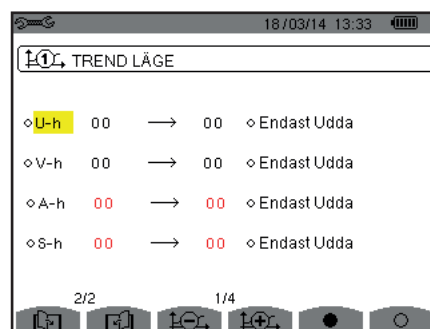 18/03/14 13:33
1 TREND LÄGE
U-h 00 → 00 Endast Udda
V-h 00 → 00 Endast Udda
A-h 00 → 00 Endast Udda
S-h 00 → 00 Endast Udda
2/2 1/4